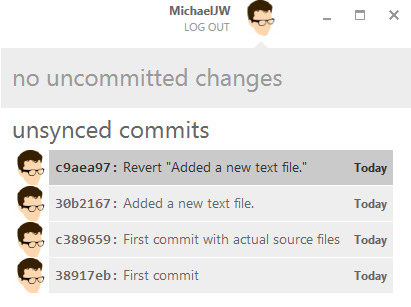 MichaelJW
LOG OUT
no uncommitted changes
unsynced commits
c9aea97: Revert "Added a new text file." Today
30b2167: Added a new text file. Today
c389659: First commit with actual source files Today
38917eb: First commit Today